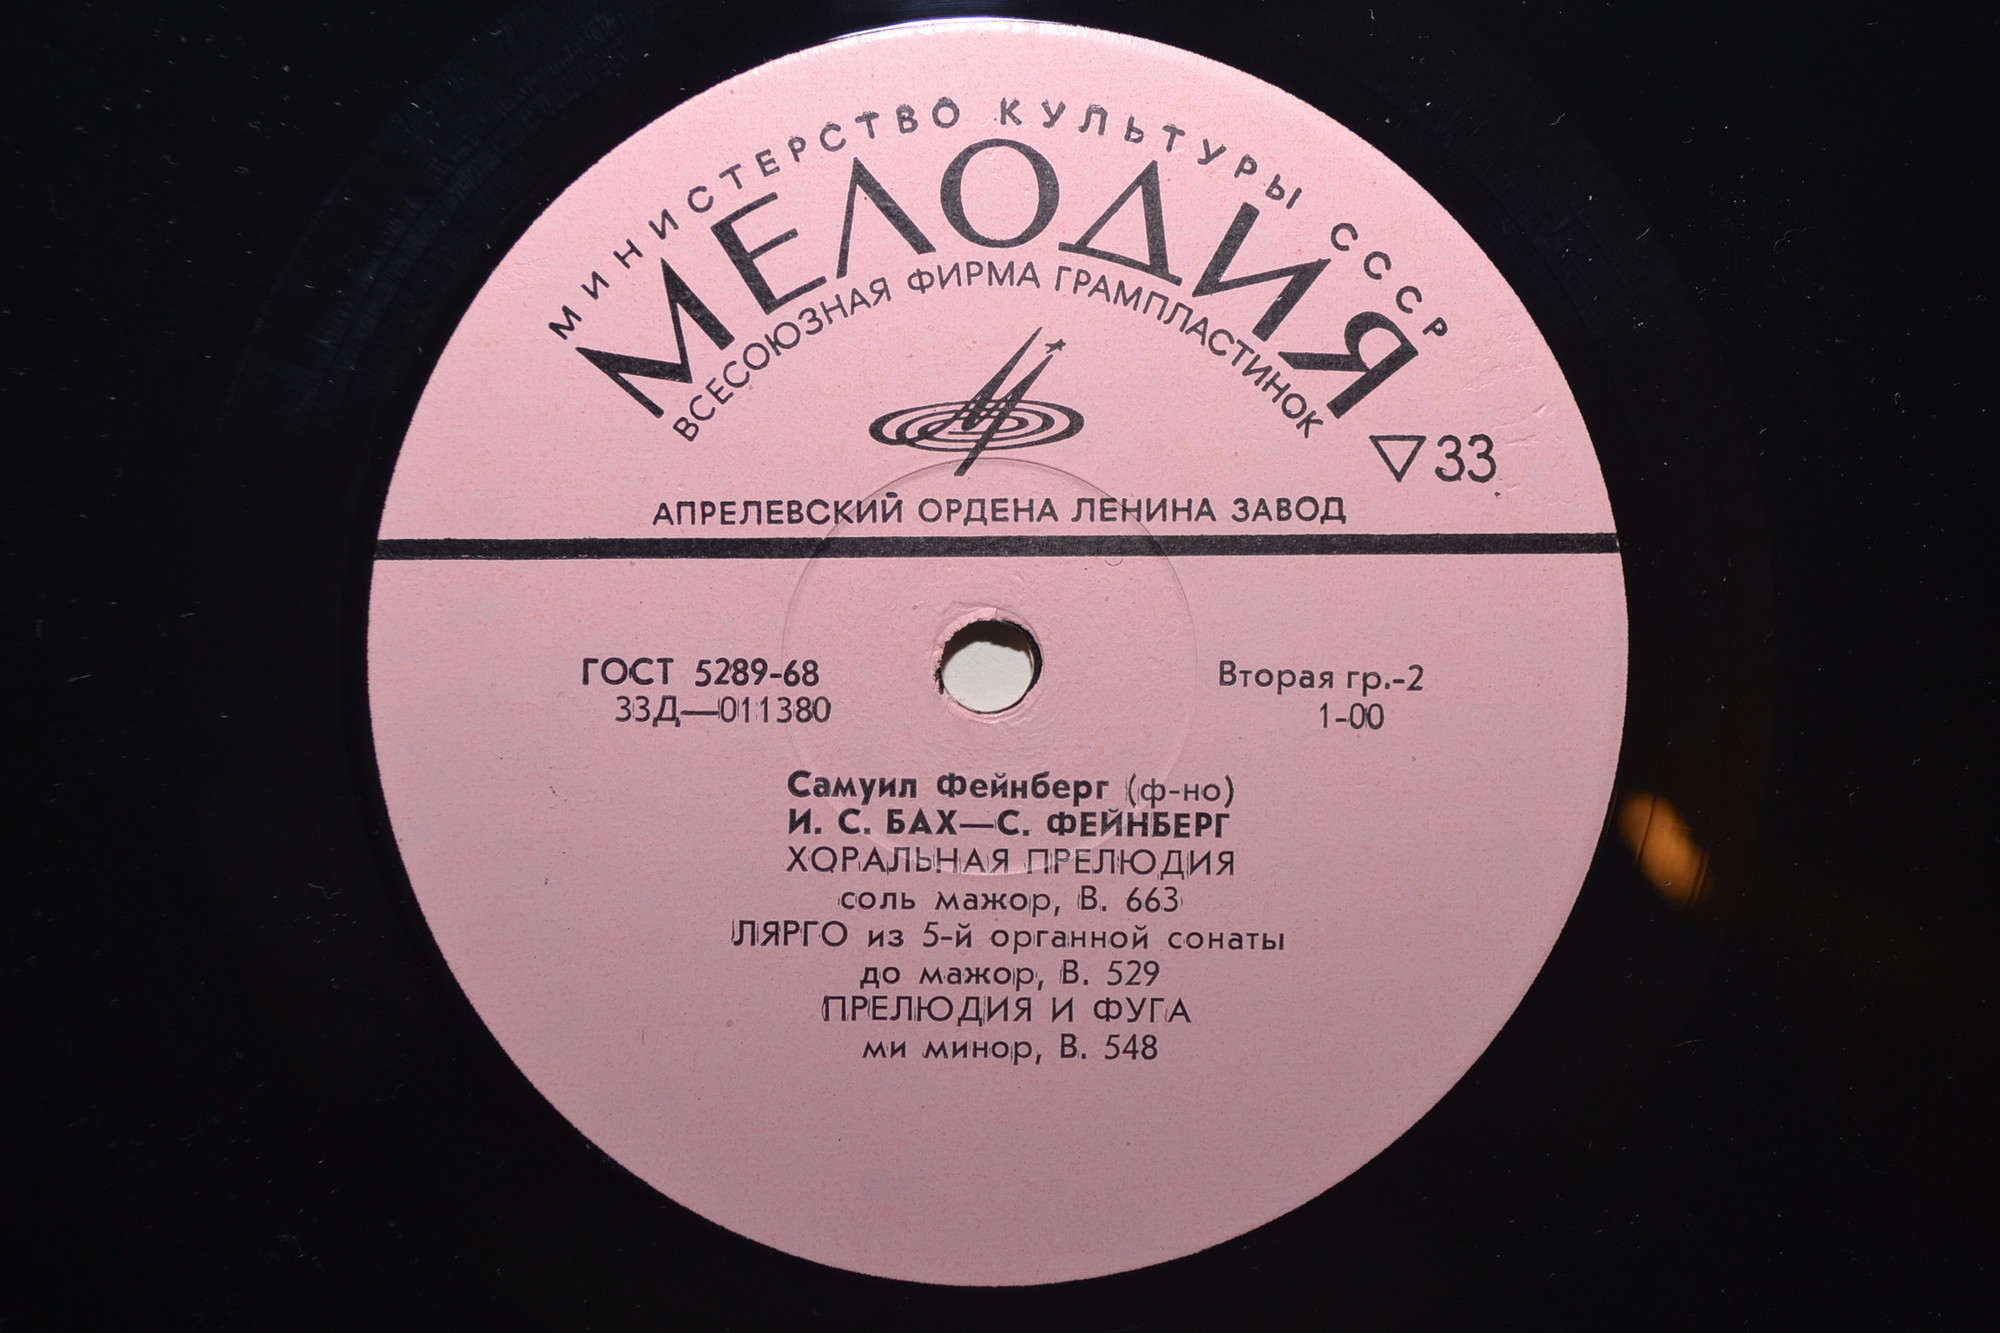 МИНИСТЕРСТВО КУЛЬТУРЫ СССР
МЕЛОДИЯ
ВСЕСОЮЗНАЯ ФИРМА ГРАМПЛАСТИНОК
33
АПРЕЛЕВСКИЙ ОРДЕНА ЛЕНИНА ЗАВОД
ГОСТ 5289-68
33Д—011380
Вторая гр.-2
1-00
Самуил Фейнберг (ф-но)
И. С. БАХ—С. ФЕЙНБЕРГ
ХОРАЛЬНАЯ ПРЕЛЮДИЯ
соль мажор, В. 663
ЛЯРГО из 5-й органной сонаты
до мажор, В. 529
ПРЕЛЮДИЯ И ФУГА
ми минор, В. 548